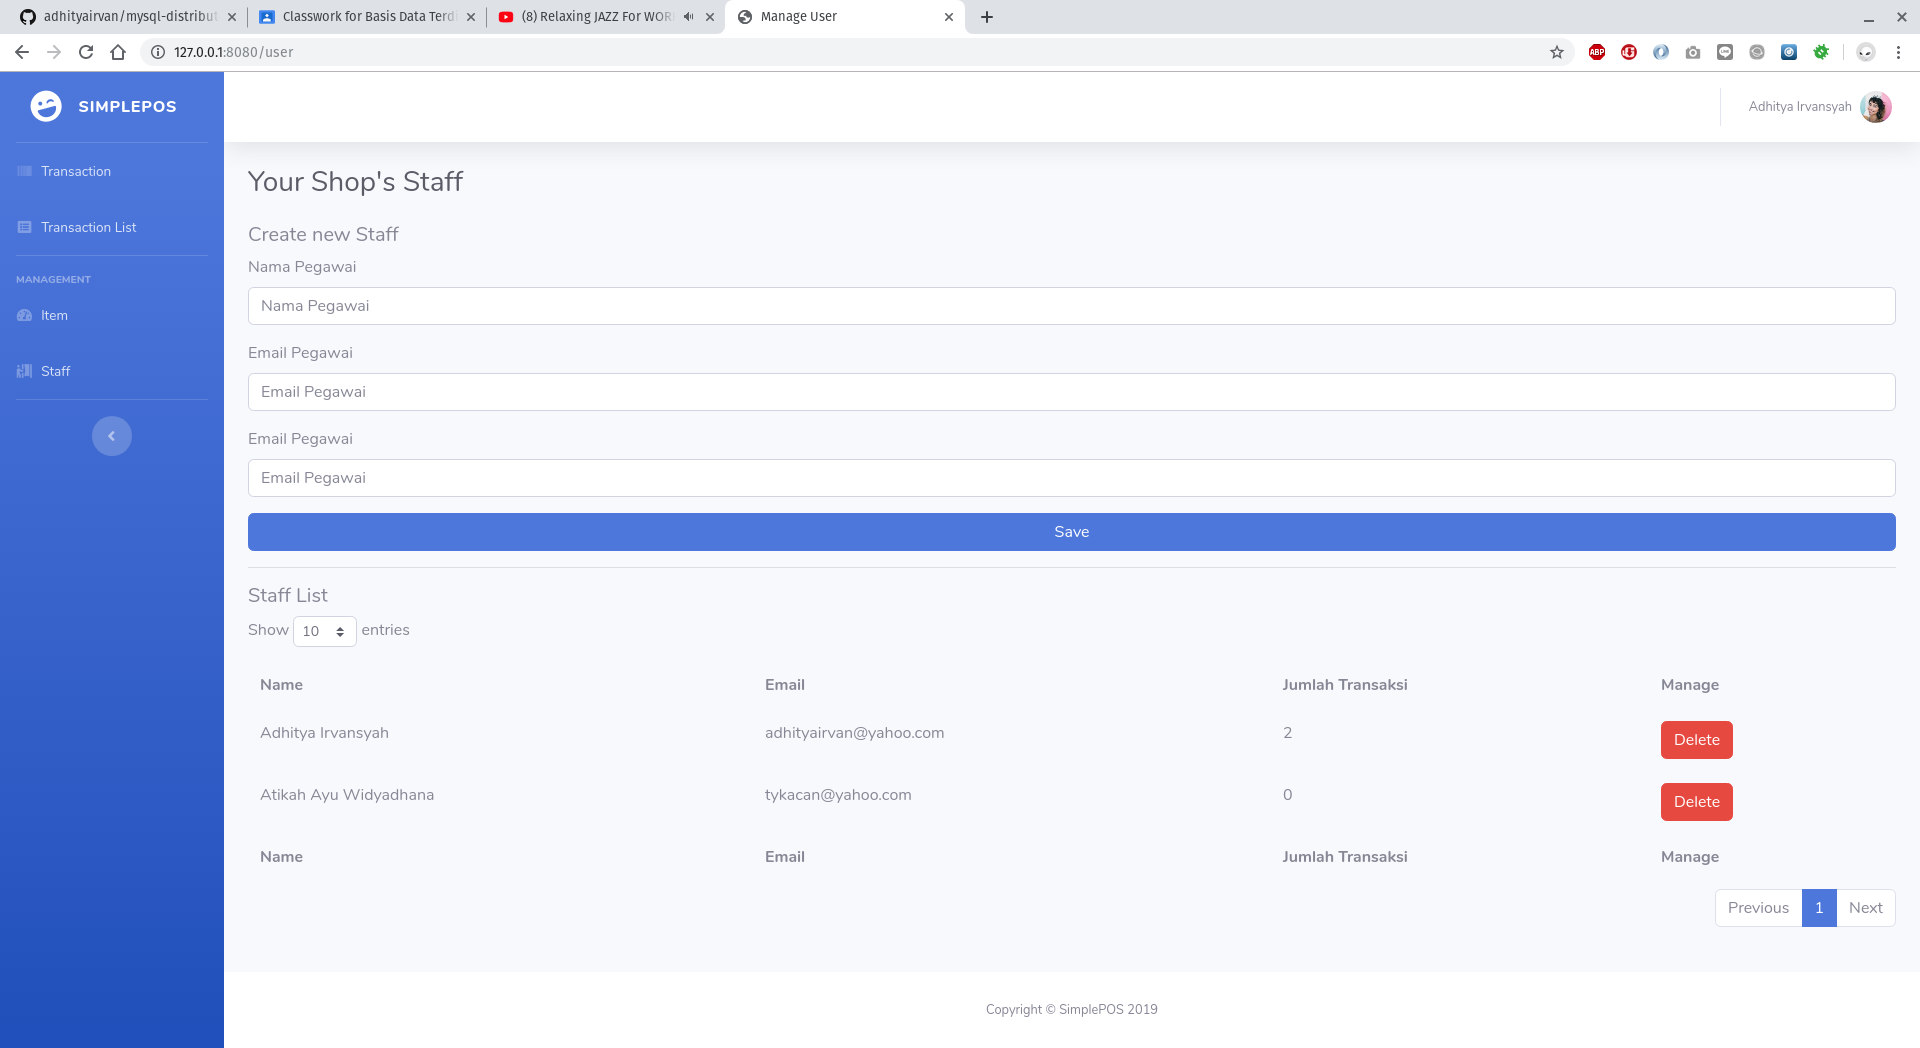 adhityairvan/mysql-distribut
Classwork for Basis Data Terdi
(8) Relaxing JAZZ For WOR
Manage User
127.0.0.1:8080/user
ABP
SIMPLEPOS
Adhitya Irvansyah
Transaction
Transaction List
MANAGEMENT
Item
Staff
Your Shop's Staff
Create new Staff
Nama Pegawai
Nama Pegawai
Email Pegawai
Email Pegawai
Email Pegawai
Email Pegawai
Save
Staff List
Show 10 entries
Name Email Jumlah Transaksi Manage
Adhitya Irvansyah adhityairvan@yahoo.com 2 Delete
Atikah Ayu Widyadhana tykacan@yahoo.com 0 Delete
Name Email Jumlah Transaksi Manage
Previous 1 Next
Copyright © SimplePOS 2019